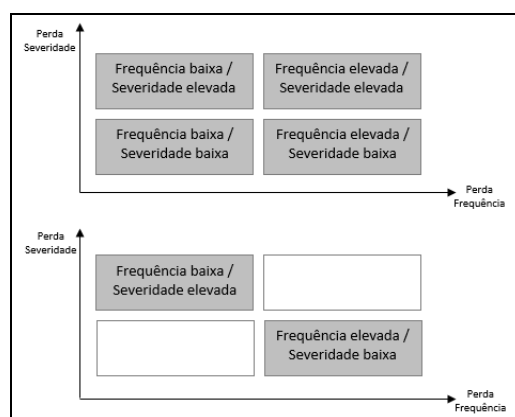 Perda
Severidade
Frequência baixa /
Severidade elevada
Frequência elevada /
Severidade elevada
Frequência baixa /
Severidade baixa
Frequência elevada /
Severidade baixa
Perda
Frequência
Perda
Severidade
Frequência baixa /
Severidade elevada
Frequência elevada /
Severidade baixa
Perda
Frequência